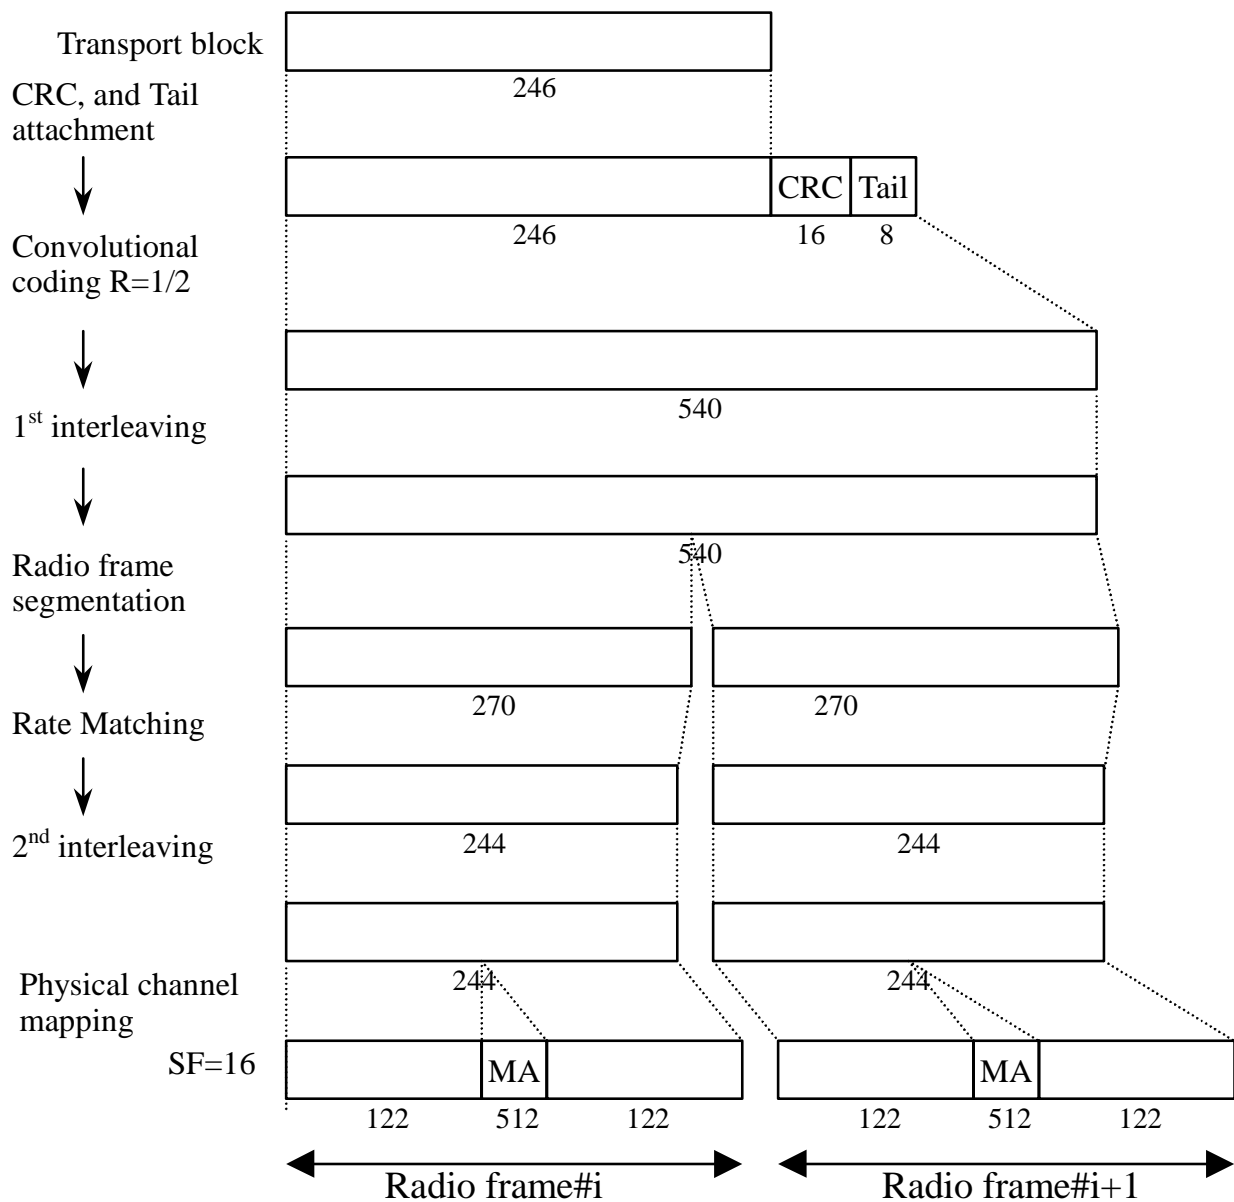 Transport block
246
CRC, and Tail
attachment
CRC Tail
246 16 8
Convolutional
coding R=1/2
540
1st interleaving
540
Radio frame
segmentation
270 270
Rate Matching
244 244
2nd interleaving
244 244
Physical channel
mapping
SF=16 MA MA
122 512 122 122 512 122
Radio frame#i Radio frame#i+1